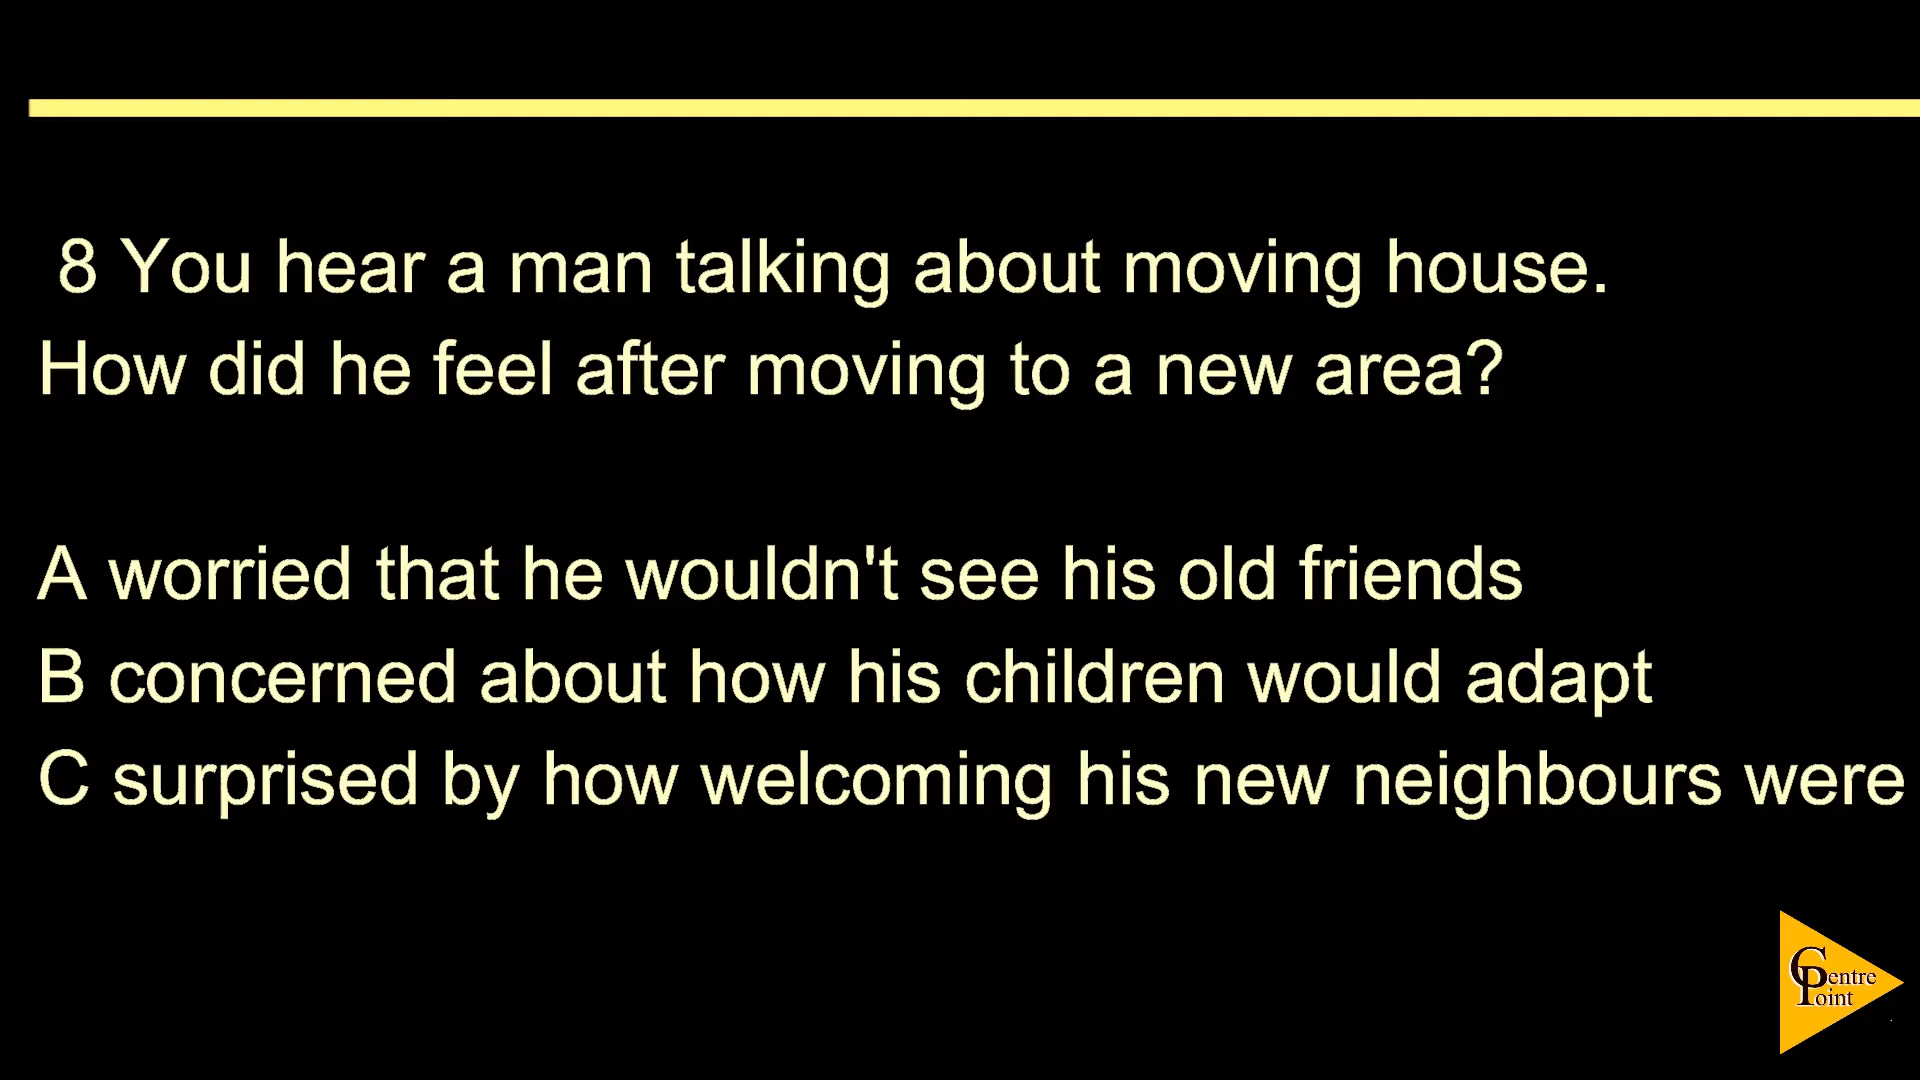 8 You hear a man talking about moving house.
How did he feel after moving to a new area?
A worried that he wouldn't see his old friends
B concerned about how his children would adapt
C surprised by how welcoming his new neighbours were
Centre
Point